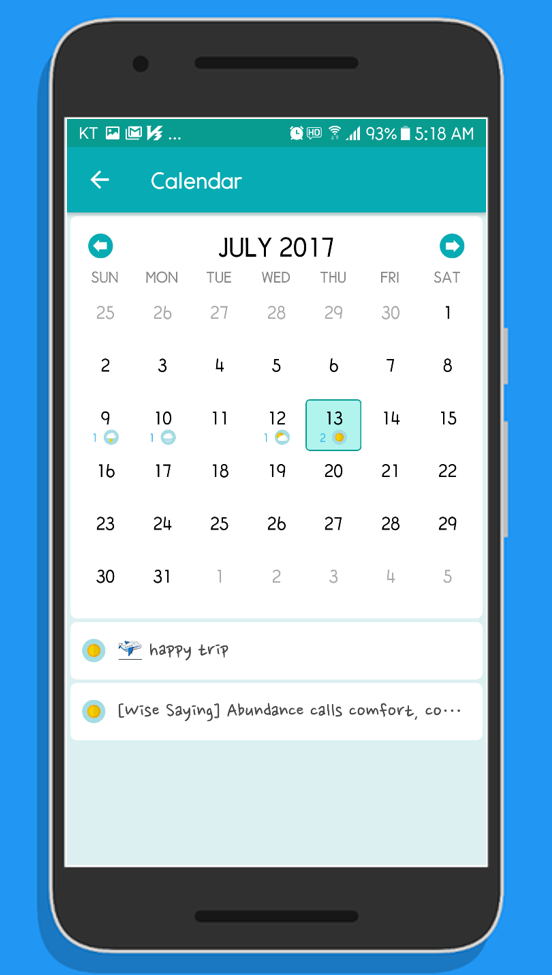 KT ... HD 93% 5:18 AM
Calendar
JULY 2017
SUN MON TUE WED THU FRI SAT
25 26 27 28 29 30 1
2 3 4 5 6 7 8
9 10 11 12 13 14 15
1 1 1 2
16 17 18 19 20 21 22
23 24 25 26 27 28 29
30 31 1 2 3 4 5
happy trip
[Wise Saying] Abundance calls comfort, co...